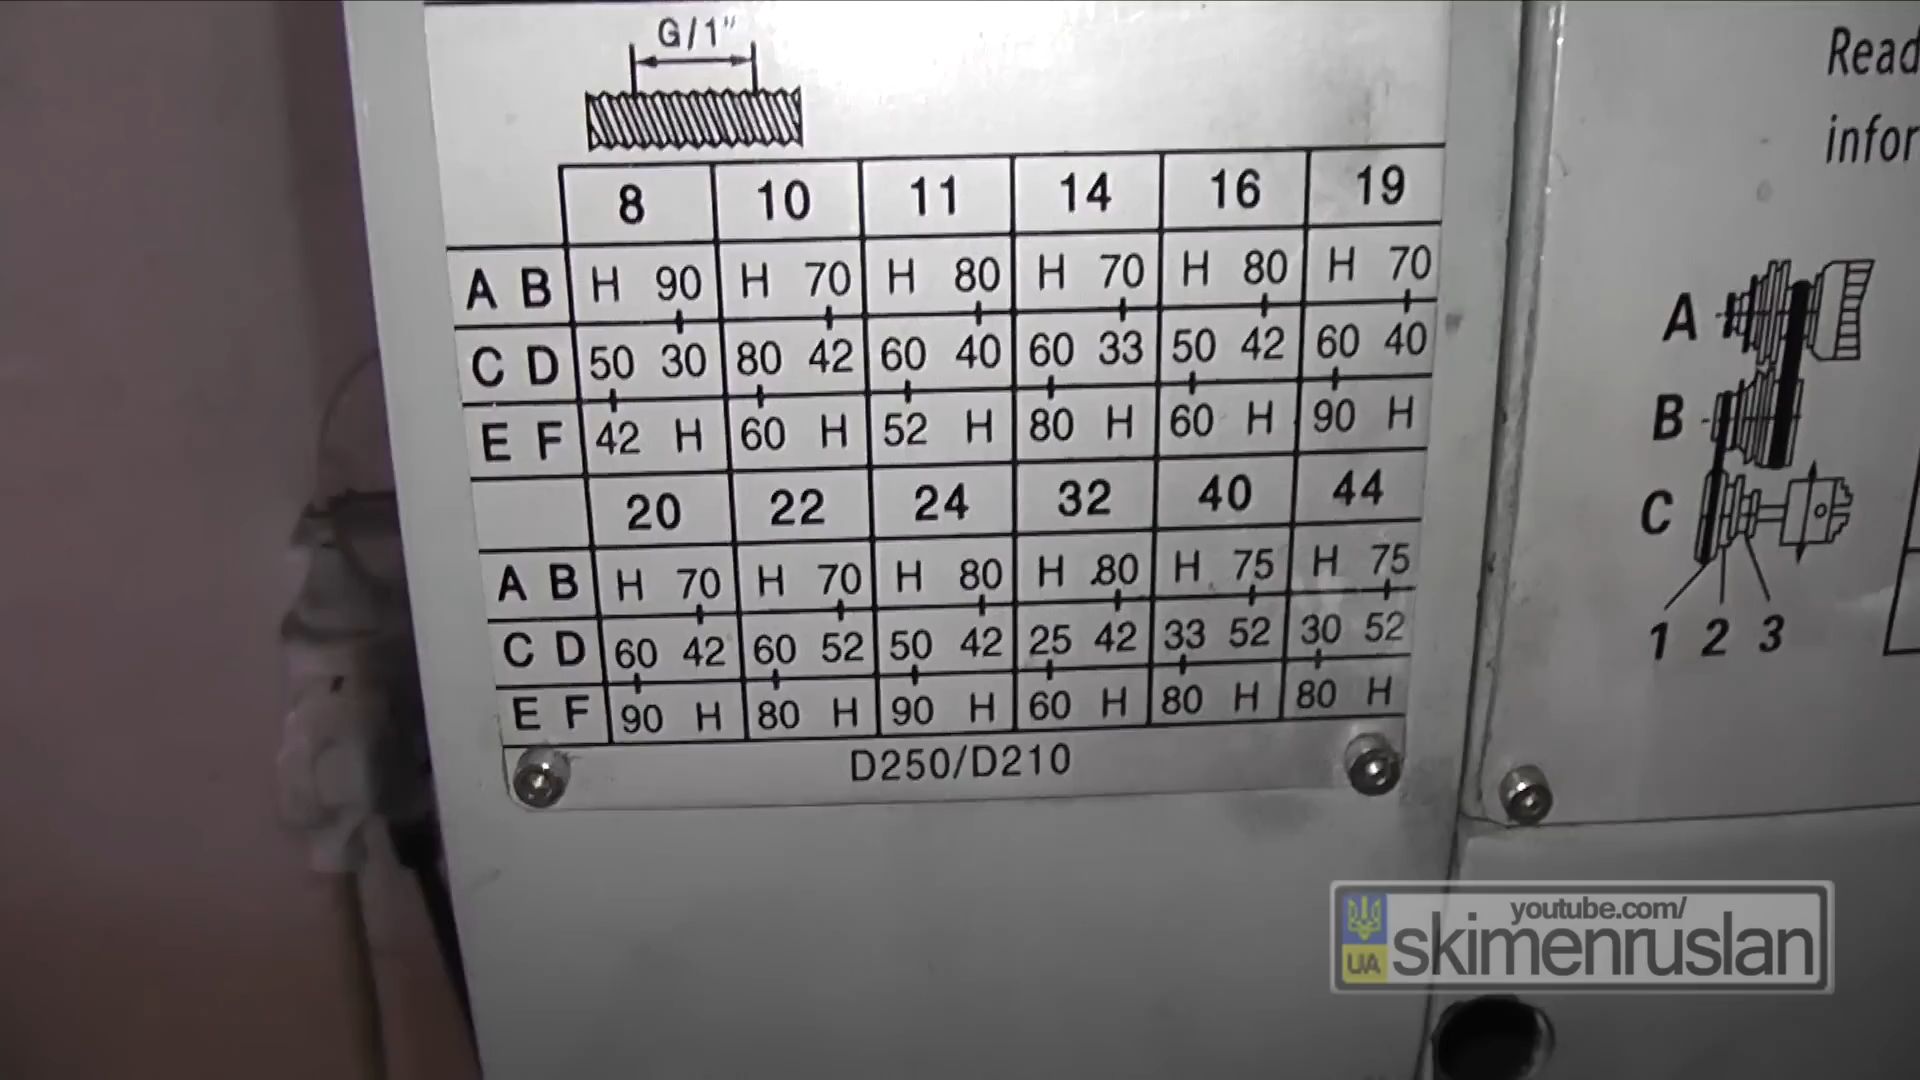 G/1"
8 10 11 14 16 19
A B H 90 H 70 H 80 H 70 H 80 H 70
C D 50 30 80 42 60 40 60 33 50 42 60 40
E F 42 H 60 H 52 H 80 H 60 H 90 H
20 22 24 32 40 44
A B H 70 H 70 H 80 H 80 H 75 H 75
C D 60 42 60 52 50 42 25 42 33 52 30 52
E F 90 H 80 H 90 H 60 H 80 H 80 H
D250/D210
Read
infor
A
B
C
1 2 3
youtube.com/
UA skimenruslan